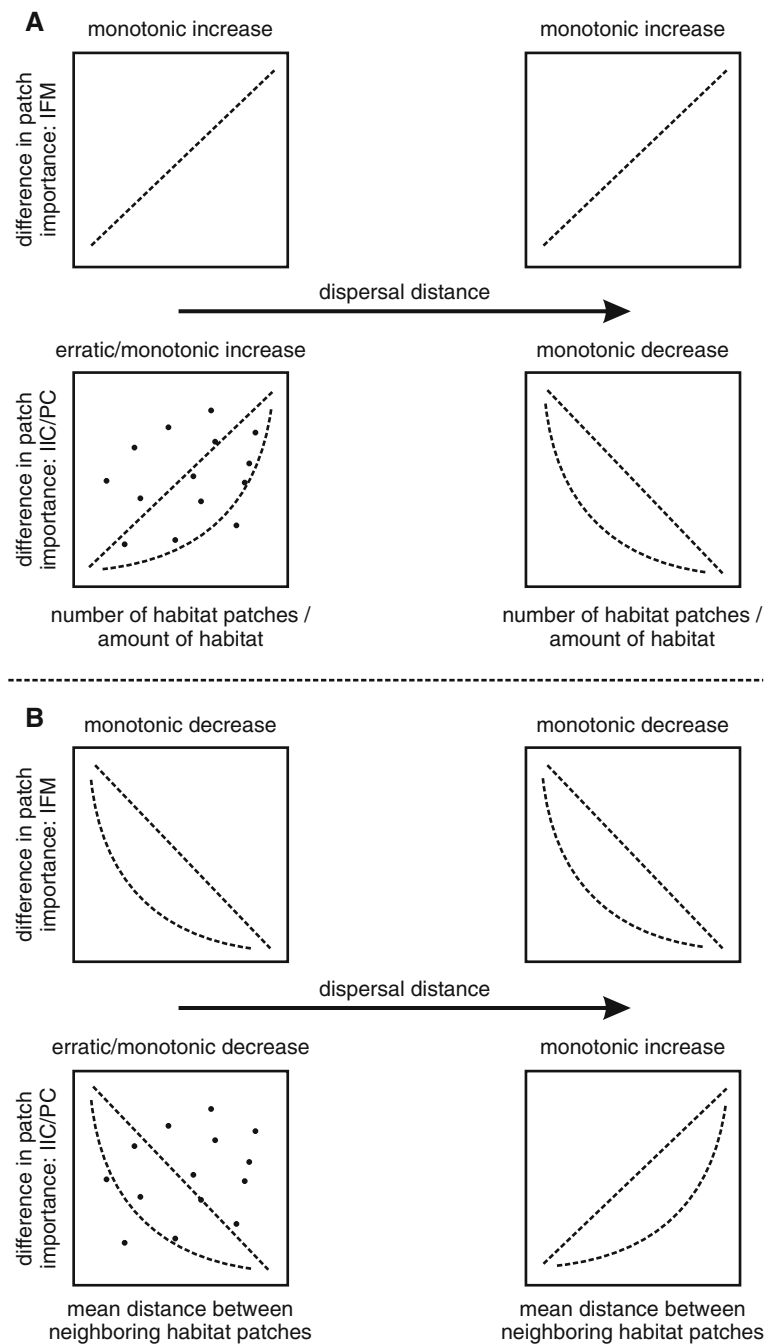 A
monotonic increase
monotonic increase
difference in patch
importance: IFM
dispersal distance
erratic/monotonic increase
monotonic decrease
difference in patch
importance: IIC/PC
number of habitat patches /
amount of habitat
number of habitat patches /
amount of habitat
B
monotonic decrease
monotonic decrease
difference in patch
importance: IFM
dispersal distance
erratic/monotonic decrease
monotonic increase
difference in patch
importance: IIC/PC
mean distance between
neighboring habitat patches
mean distance between
neighboring habitat patches